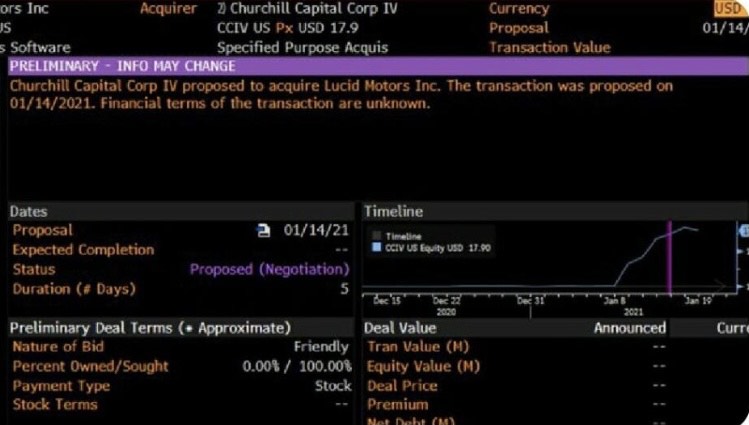 ors Inc Acquirer 2) Churchill Capital Corp IV Currency USD
US CCIV US Px USD 17.9 Proposal 01/14/
s Software Specified Purpose Acquis Transaction Value
PRELIMINARY - INFO MAY CHANGE
Churchill Capital Corp IV proposed to acquire Lucid Motors Inc. The transaction was proposed on
01/14/2021. Financial terms of the transaction are unknown.
Dates
Proposal 01/14/21
Expected Completion --
Status Proposed (Negotiation)
Duration (# Days) 5
Timeline
Timeline
CCIV US Equity USD 17.90
Dec 15 Dec 22 Dec 31 Jan 8 Jan 19
2020 2021
Preliminary Deal Terms (* Approximate)
Nature of Bid Friendly
Percent Owned/Sought 0.00% / 100.00%
Payment Type Stock
Stock Terms --
Deal Value Announced Curre
Tran Value (M) --
Equity Value (M) --
Deal Price --
Premium --
Net Debt (M) --